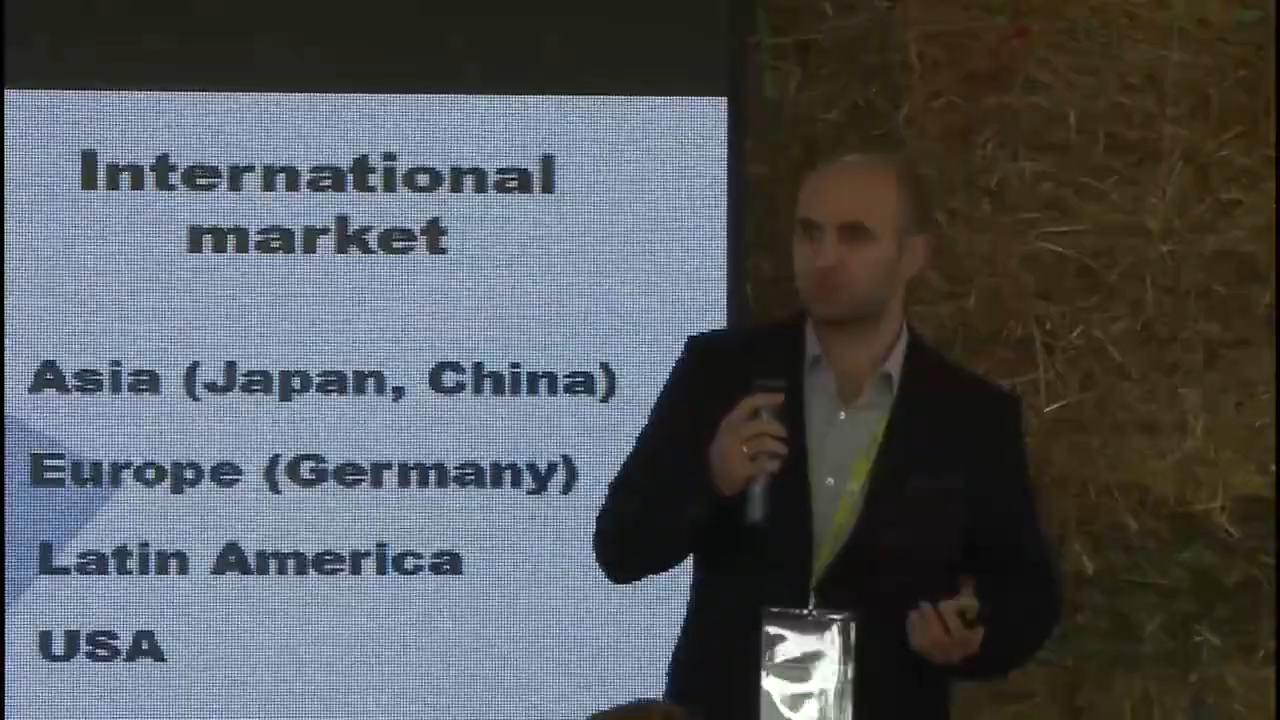 International
market
Asia (Japan, China)
Europe (Germany)
Latin America
USA